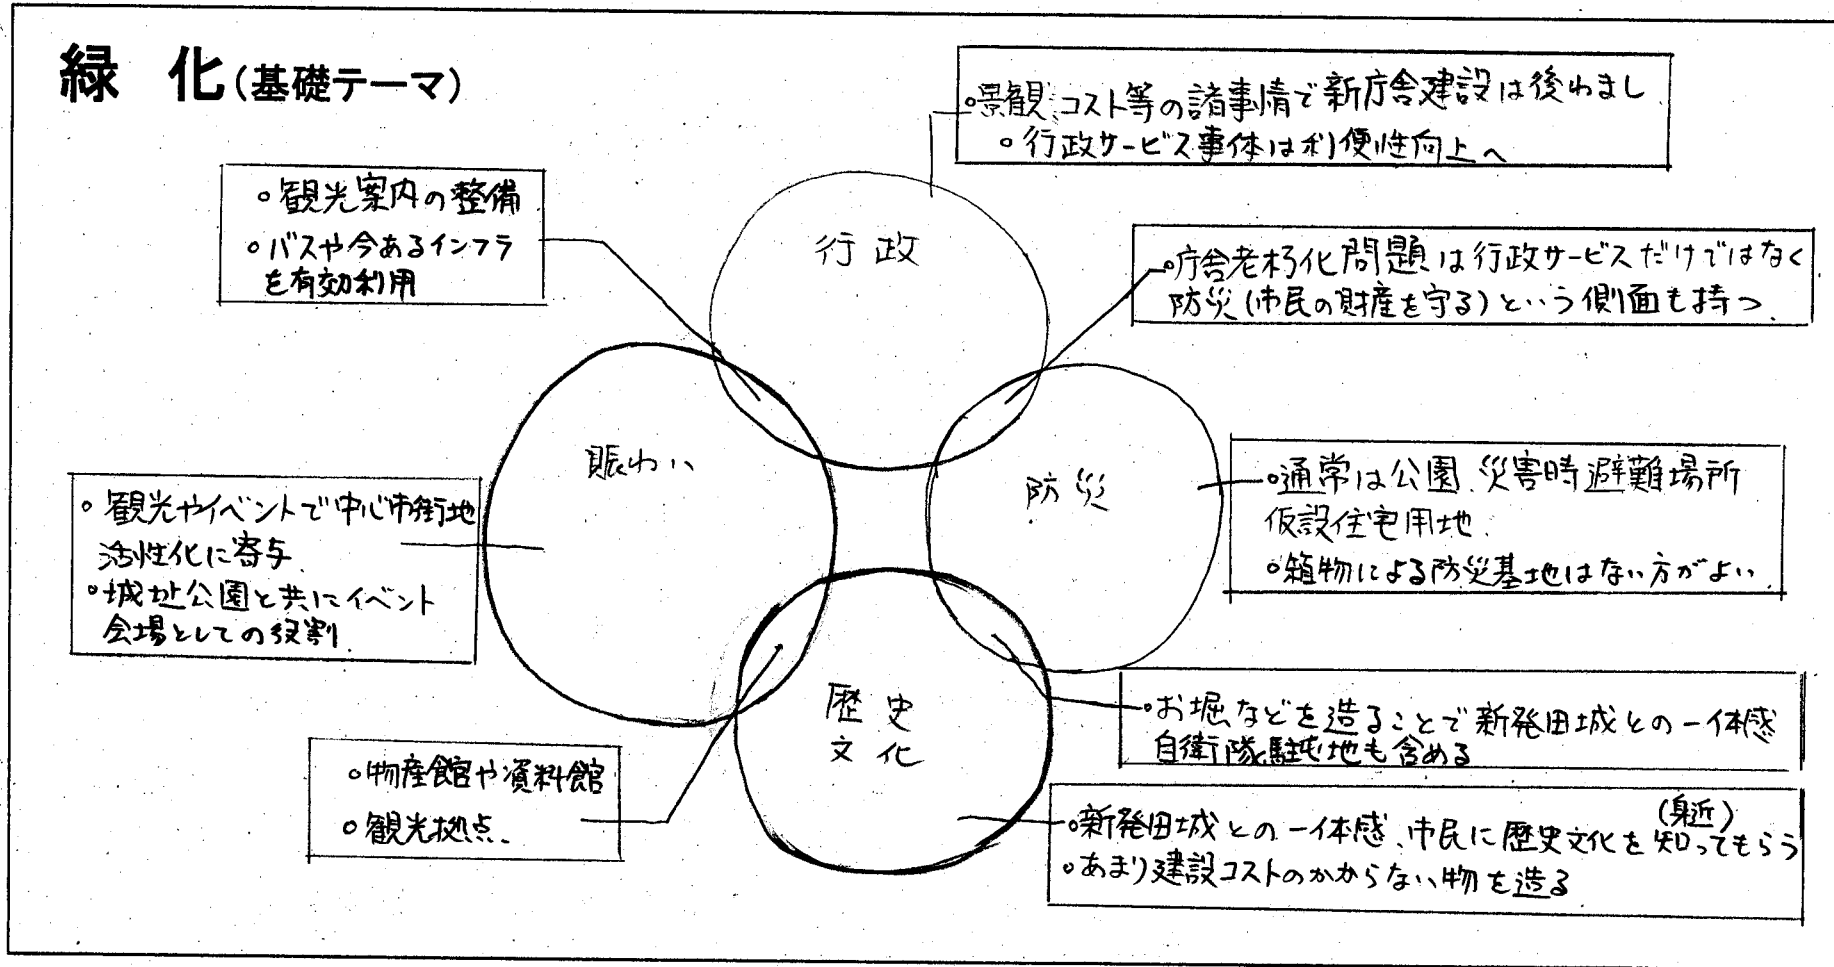 緑 化(基礎テーマ)
◦景観、コスト等の諸事情で新庁舎建設は後わまし
◦行政サービス事体は利便性向上へ
◦観光案内の整備
◦バスや今あるインフラ
を有効利用
行政
◦庁舎老朽化問題は行政サービスだけではなく
防災(市民の財産を守る)という側面も持つ.
賑わい
防災
◦通常は公園、災害時避難場所
仮設住宅用地.
◦箱物による防災基地はない方がよい.
◦観光やイベントで中心市街地
活性化に寄与.
◦城址公園と共にイベント
会場としての役割.
歴史
文化
◦お堀などを造ることで新発田城との一体感
自衛隊駐屯地も含める
◦物産館や資料館
◦観光拠点.
(身近)
◦新発田城との一体感、市民に歴史文化を知ってもらう
◦あまり建設コストのかからない物を造る